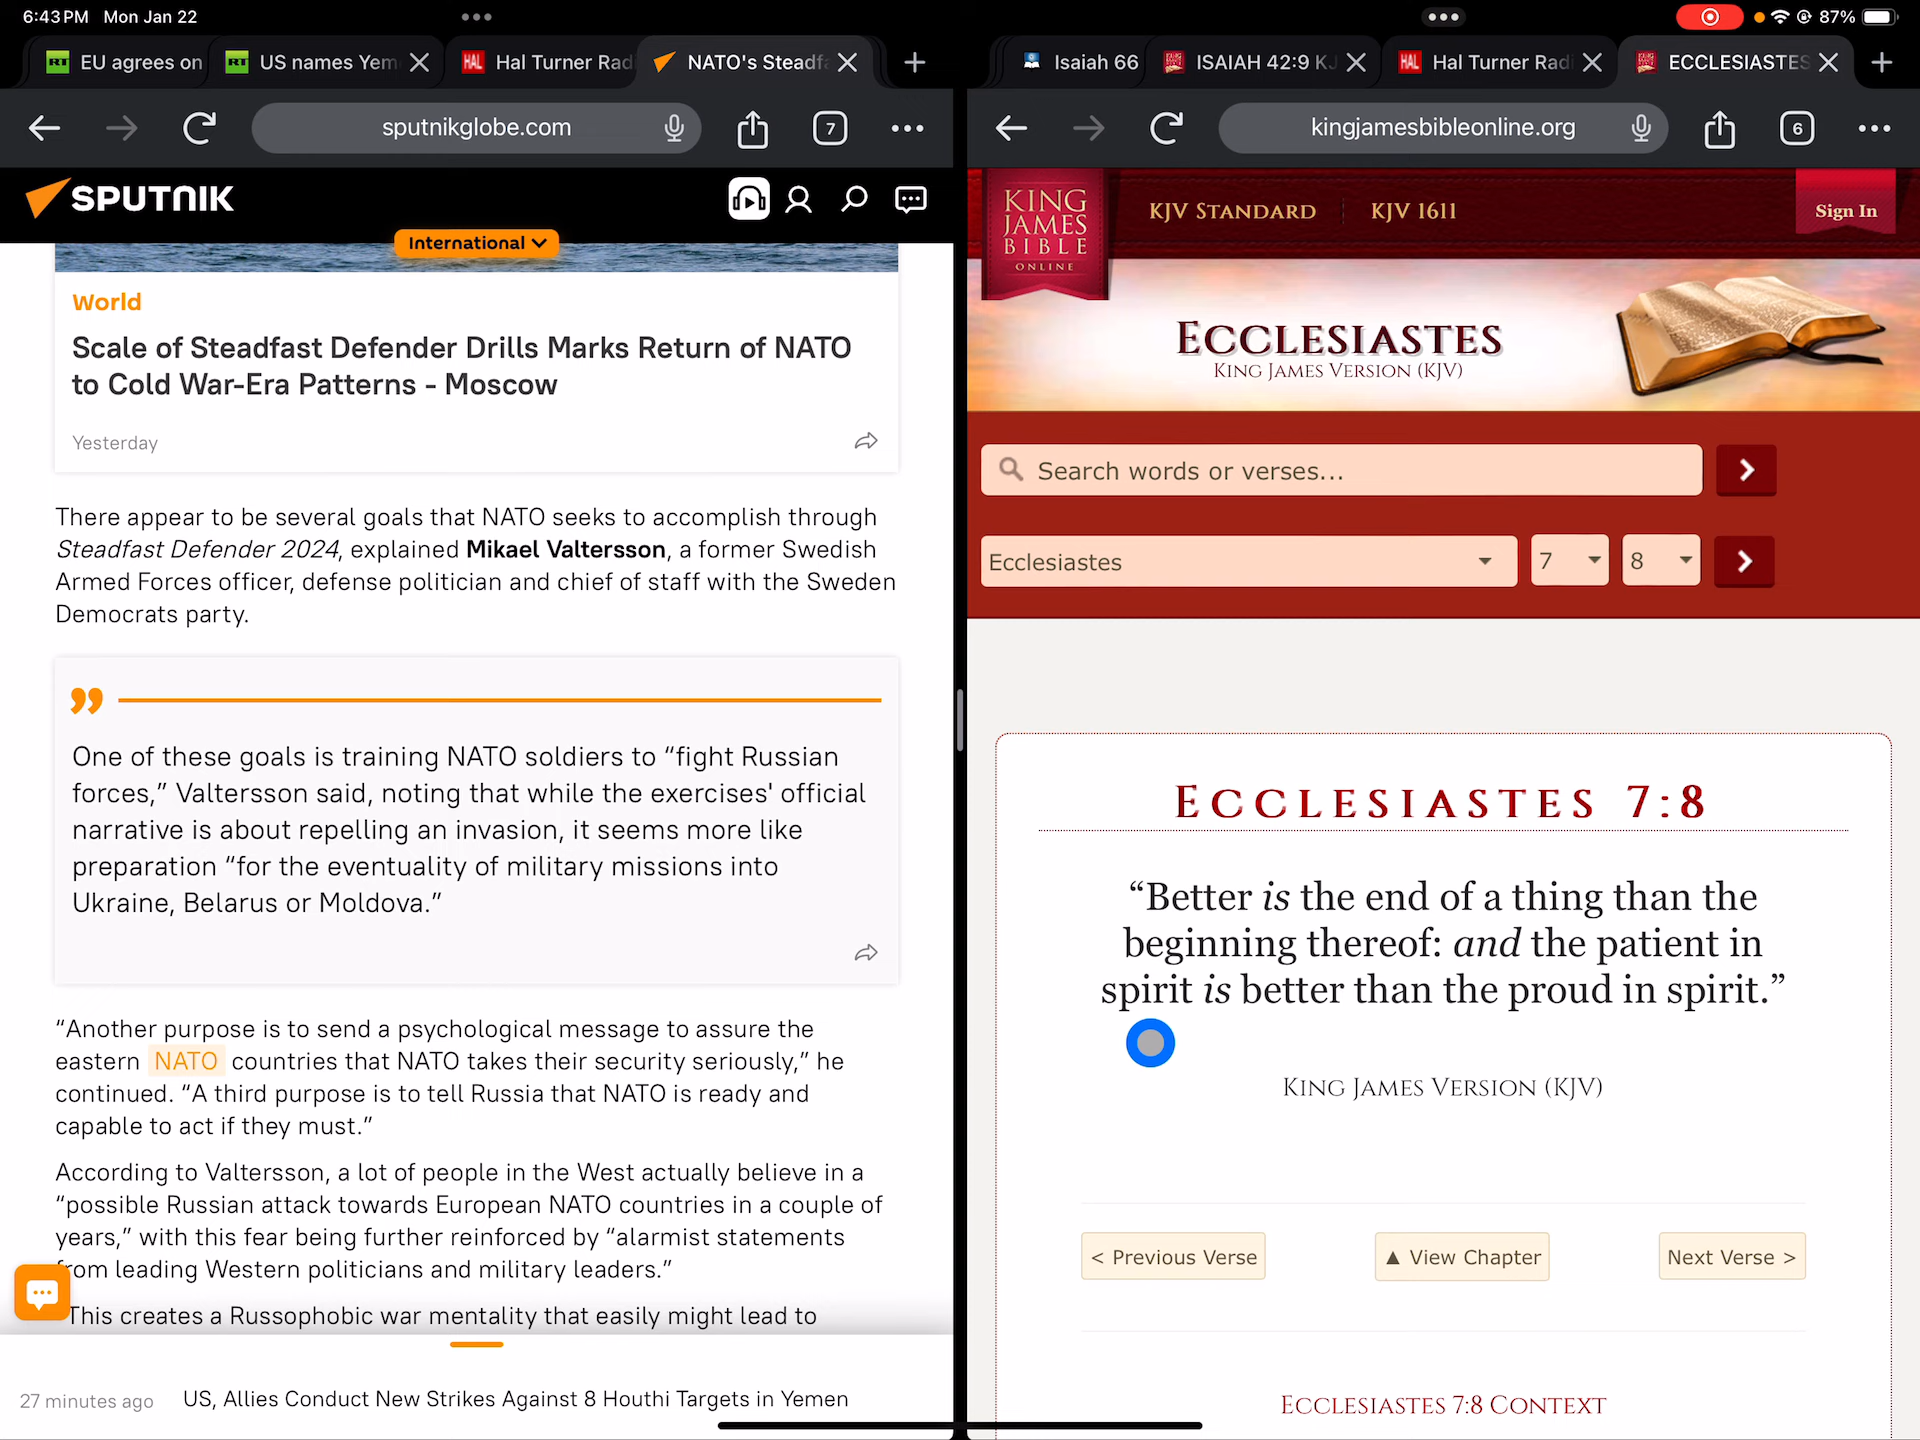 6:43 PM Mon Jan 22
87%
EU agrees on
US names Yem
Hal Turner Rad
NATO's Steadfa
sputnikglobe.com
7
SPUTNIK
International
World
Scale of Steadfast Defender Drills Marks Return of NATO
to Cold War-Era Patterns - Moscow
Yesterday
There appear to be several goals that NATO seeks to accomplish through
Steadfast Defender 2024, explained Mikael Valtersson, a former Swedish
Armed Forces officer, defense politician and chief of staff with the Sweden
Democrats party.
One of these goals is training NATO soldiers to “fight Russian
forces,” Valtersson said, noting that while the exercises' official
narrative is about repelling an invasion, it seems more like
preparation “for the eventuality of military missions into
Ukraine, Belarus or Moldova.”
“Another purpose is to send a psychological message to assure the
eastern NATO countries that NATO takes their security seriously,” he
continued. “A third purpose is to tell Russia that NATO is ready and
capable to act if they must.”
According to Valtersson, a lot of people in the West actually believe in a
“possible Russian attack towards European NATO countries in a couple of
years,” with this fear being further reinforced by “alarmist statements
from leading Western politicians and military leaders.”
This creates a Russophobic war mentality that easily might lead to
27 minutes ago US, Allies Conduct New Strikes Against 8 Houthi Targets in Yemen
Isaiah 66
ISAIAH 42:9 KJ
Hal Turner Radi
ECCLESIASTES
kingjamesbibleonline.org
6
KING
JAMES
BIBLE
ONLINE
KJV STANDARD
KJV 1611
Sign In
ECCLESIASTES
KING JAMES VERSION (KJV)
Search words or verses...
Ecclesiastes
7
8
ECCLESIASTES 7:8
“Better is the end of a thing than the
beginning thereof: and the patient in
spirit is better than the proud in spirit.”
KING JAMES VERSION (KJV)
< Previous Verse
▲ View Chapter
Next Verse >
ECCLESIASTES 7:8 CONTEXT